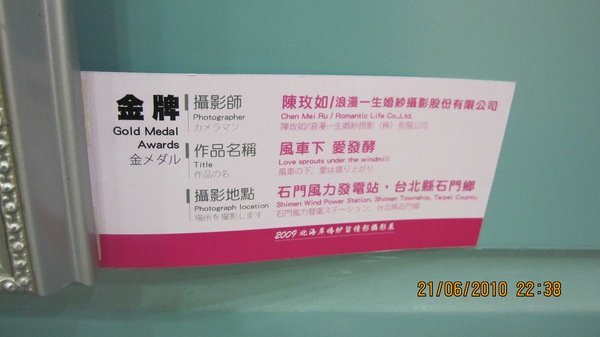 金牌
Gold Medal
Awards
金メダル
攝影師
Photographer
カメラマン
陳玫如/浪漫一生婚紗攝影股份有限公司
Chen Mei Ru / Romantic Life Co.,Ltd.
陳玫如/浪漫一生婚紗摂影（株）有限公司
作品名稱
Title
作品の名
風車下 愛發酵
Love sprouts under the windmill
風車の下，愛は盛り上がり
攝影地點
Photograph location
場所を撮影します
石門風力發電站，台北縣石門鄉
Shimen Wind Power Station, Shimen Township, Taipei County.
石門風力發電ステーション，台北縣石門鄉
2009 北海岸婚紗留倩影攝影展
21/06/2010 22:38